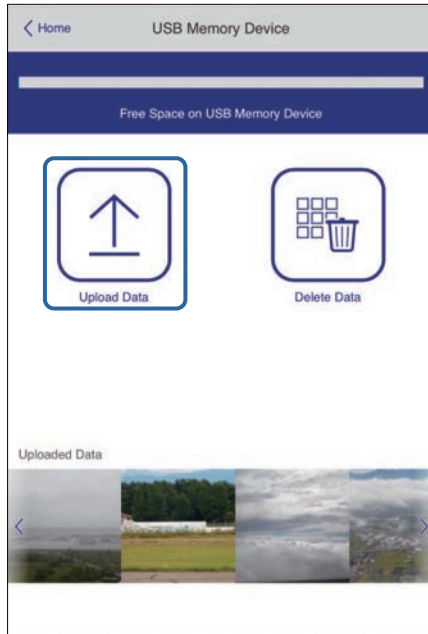 Home
USB Memory Device
Free Space on USB Memory Device
Upload Data
Delete Data
Uploaded Data